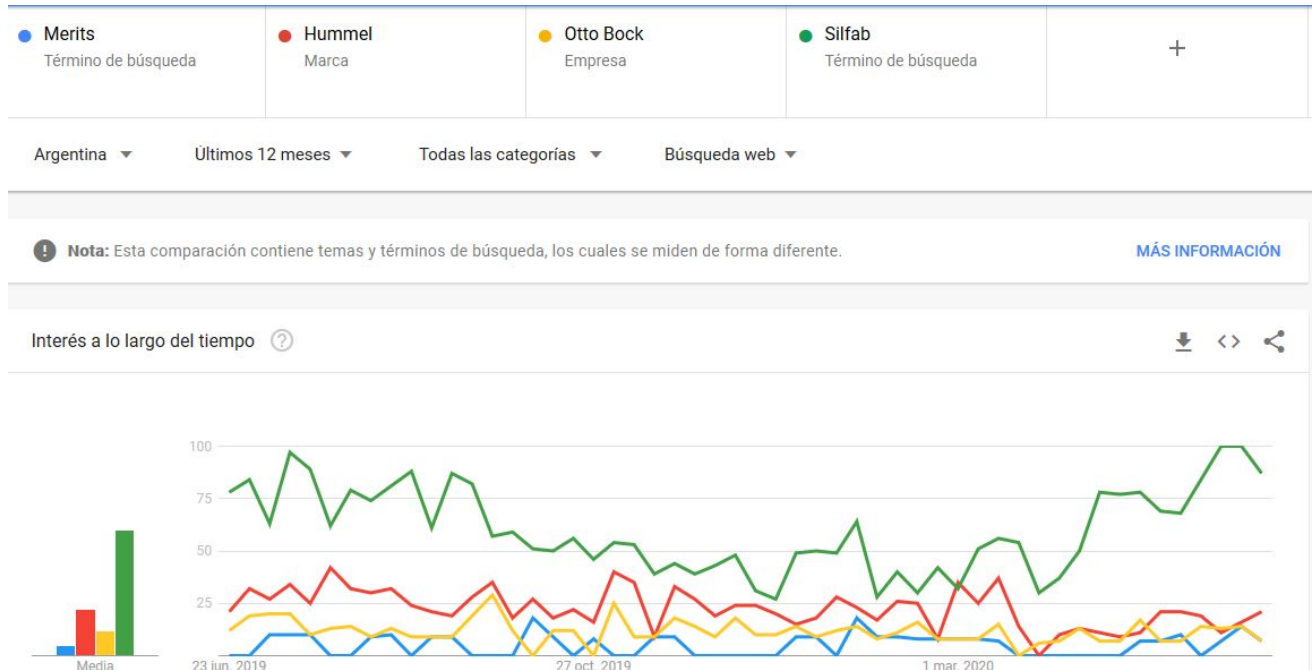 Merits
Término de búsqueda
Hummel
Marca
Otto Bock
Empresa
Silfab
Término de búsqueda
+
Argentina
Últimos 12 meses
Todas las categorías
Búsqueda web
Nota: Esta comparación contiene temas y términos de búsqueda, los cuales se miden de forma diferente.
MÁS INFORMACIÓN
Interés a lo largo del tiempo
100
75
50
25
Media
23 jun. 2019
27 oct. 2019
1 mar. 2020